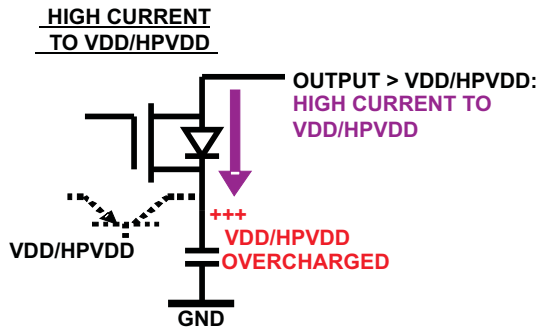 HIGH CURRENT
TO VDD/HPVDD
OUTPUT > VDD/HPVDD:
HIGH CURRENT TO
VDD/HPVDD
+++
VDD/HPVDD
VDD/HPVDD
OVERCHARGED
GND